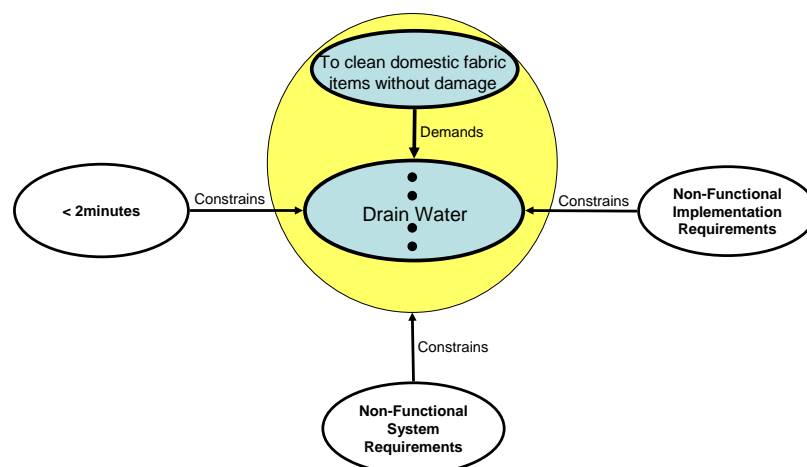 To clean domestic fabric
items without damage
Demands
< 2minutes
Constrains
Drain Water
Constrains
Non-Functional
Implementation
Requirements
Constrains
Non-Functional
System
Requirements